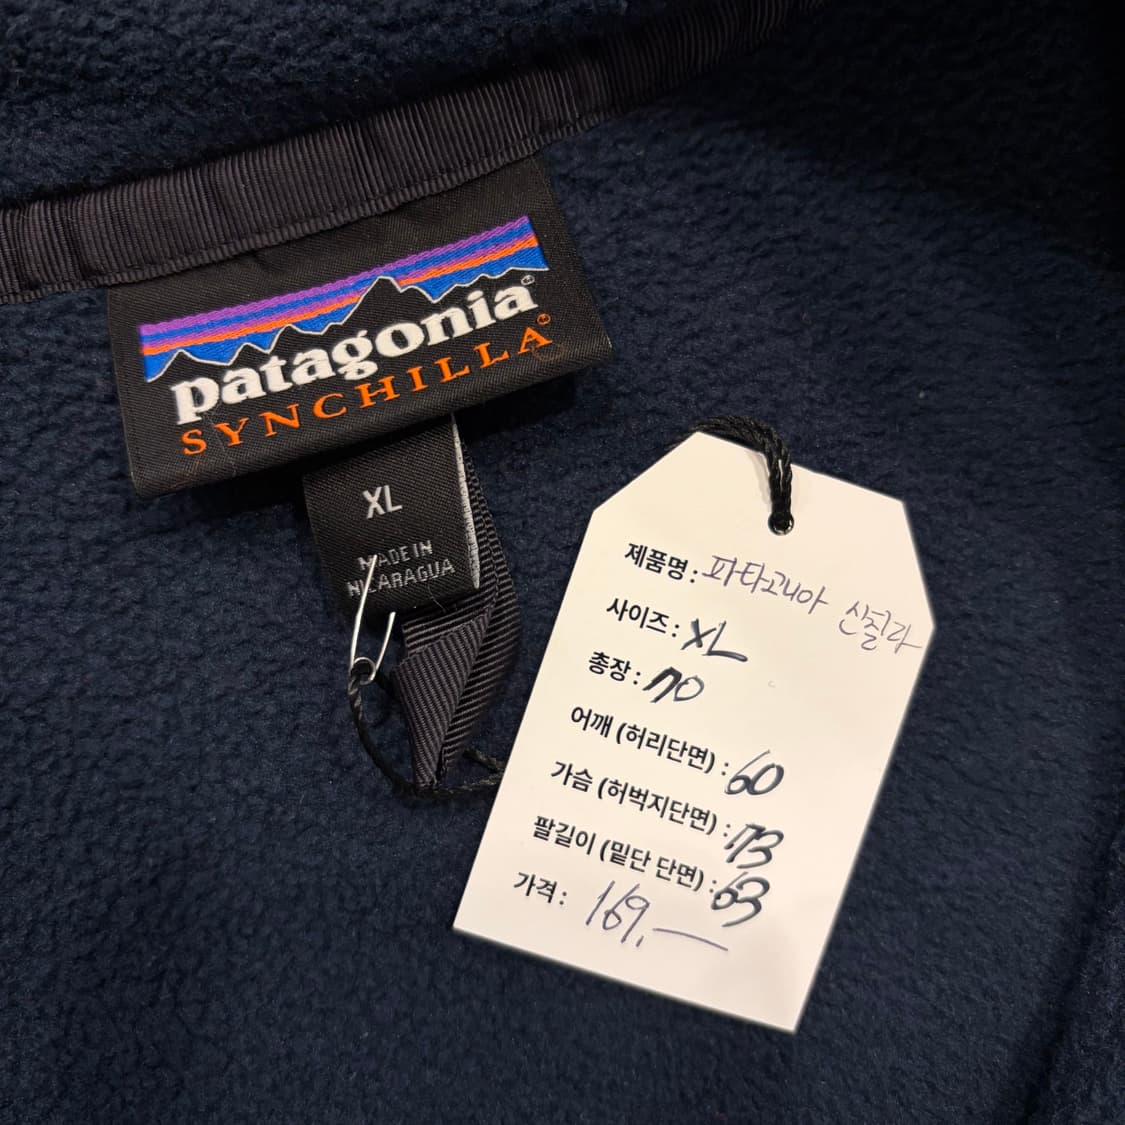 patagonia®
SYNCHILLA®
XL
MADE IN
NICARAGUA
제품명: 파타고니아 신칠라
사이즈: XL
총장: 70
어깨 (허리단면) : 60
가슴 (허벅지단면) : 73
팔길이 (밑단 단면) : 63
가격: 169.—